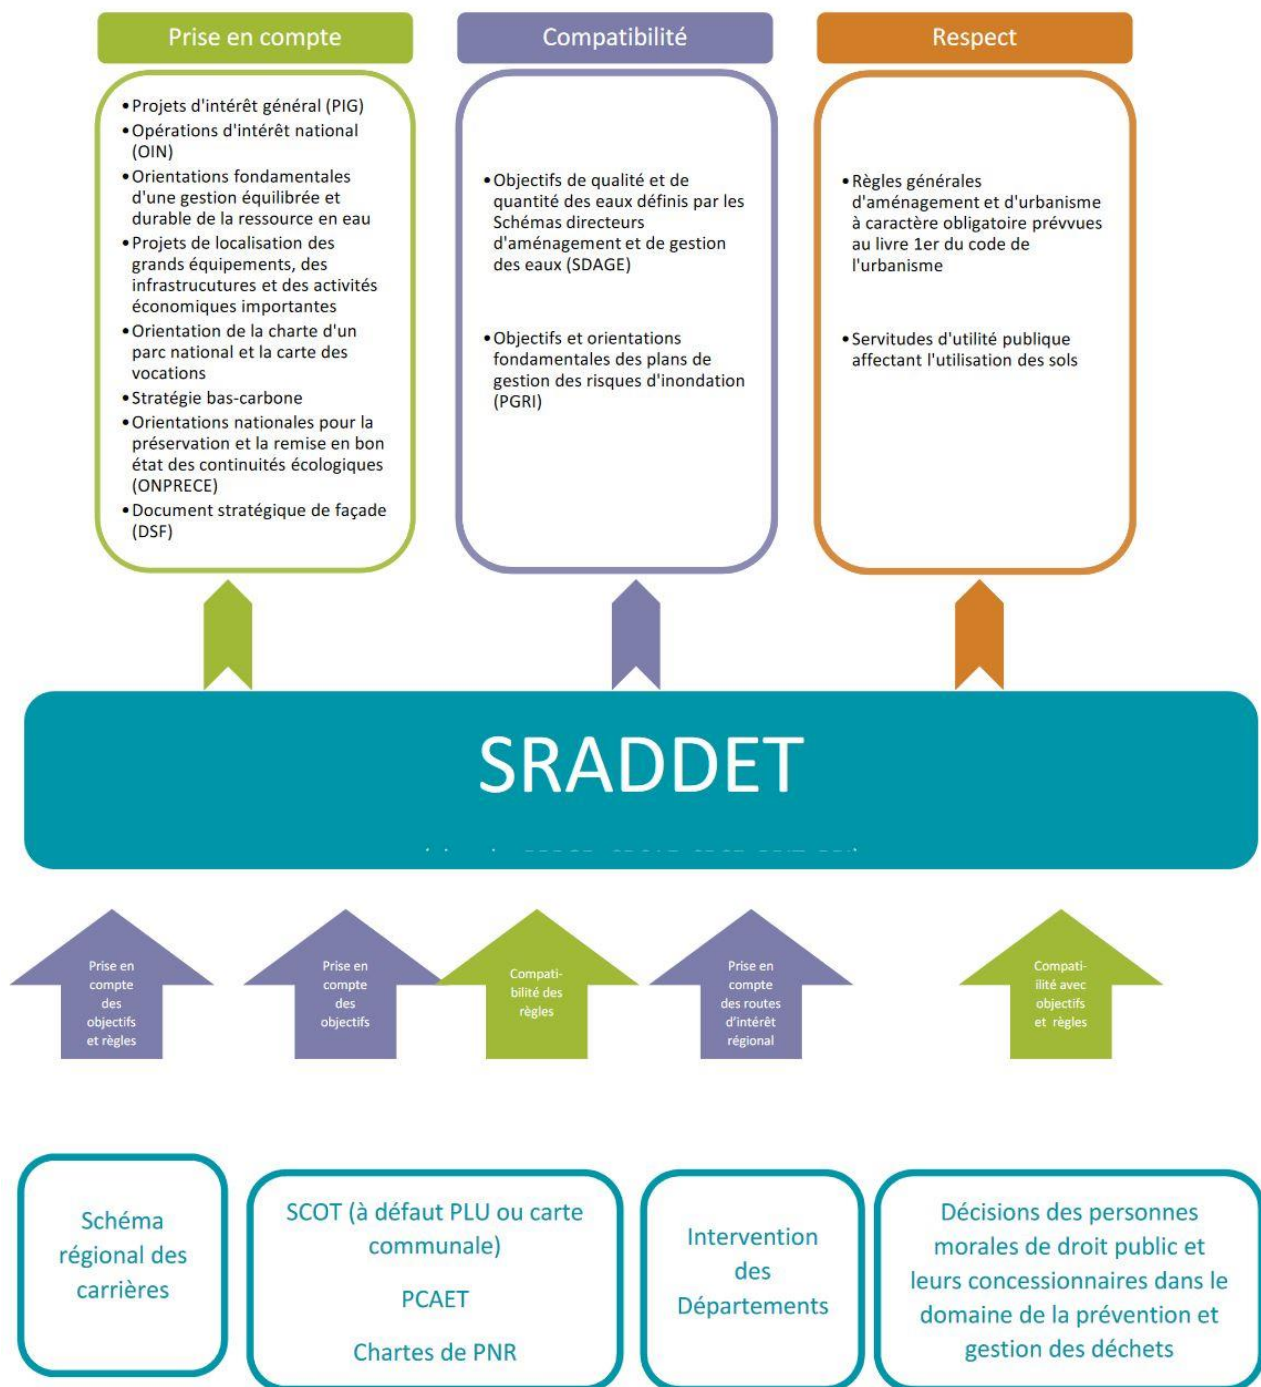 Prise en compte
• Projets d'intérêt général (PIG)
• Opérations d'intérêt national
(OIN)
• Orientations fondamentales
d'une gestion équilibrée et
durable de la ressource en eau
• Projets de localisation des
grands équipements, des
infrastrucutures et des activités
économiques importantes
• Orientation de la charte d'un
parc national et la carte des
vocations
• Stratégie bas-carbone
• Orientations nationales pour la
préservation et la remise en bon
état des continuités écologiques
(ONPRECE)
• Document stratégique de façade
(DSF)
Compatibilité
• Objectifs de qualité et de
quantité des eaux définis par les
Schémas directeurs
d'aménagement et de gestion
des eaux (SDAGE)
• Objectifs et orientations
fondamentales des plans de
gestion des risques d'inondation
(PGRI)
Respect
• Règles générales
d'aménagement et d'urbanisme
à caractère obligatoire prévvues
au livre 1er du code de
l'urbanisme
• Servitudes d'utilité publique
affectant l'utilisation des sols
SRADDET
Prise en
compte
des
objectifs
et règles
Prise en
compte
des
objectifs
Compati-
bilité des
règles
Prise en
compte
des routes
d'intérêt
régional
Compati-
ilité avec
objectifs
et règles
Schéma
régional des
carrières
SCOT (à défaut PLU ou carte
communale)
PCAET
Chartes de PNR
Intervention
des
Départements
Décisions des personnes
morales de droit public et
leurs concessionnaires dans le
domaine de la prévention et
gestion des déchets